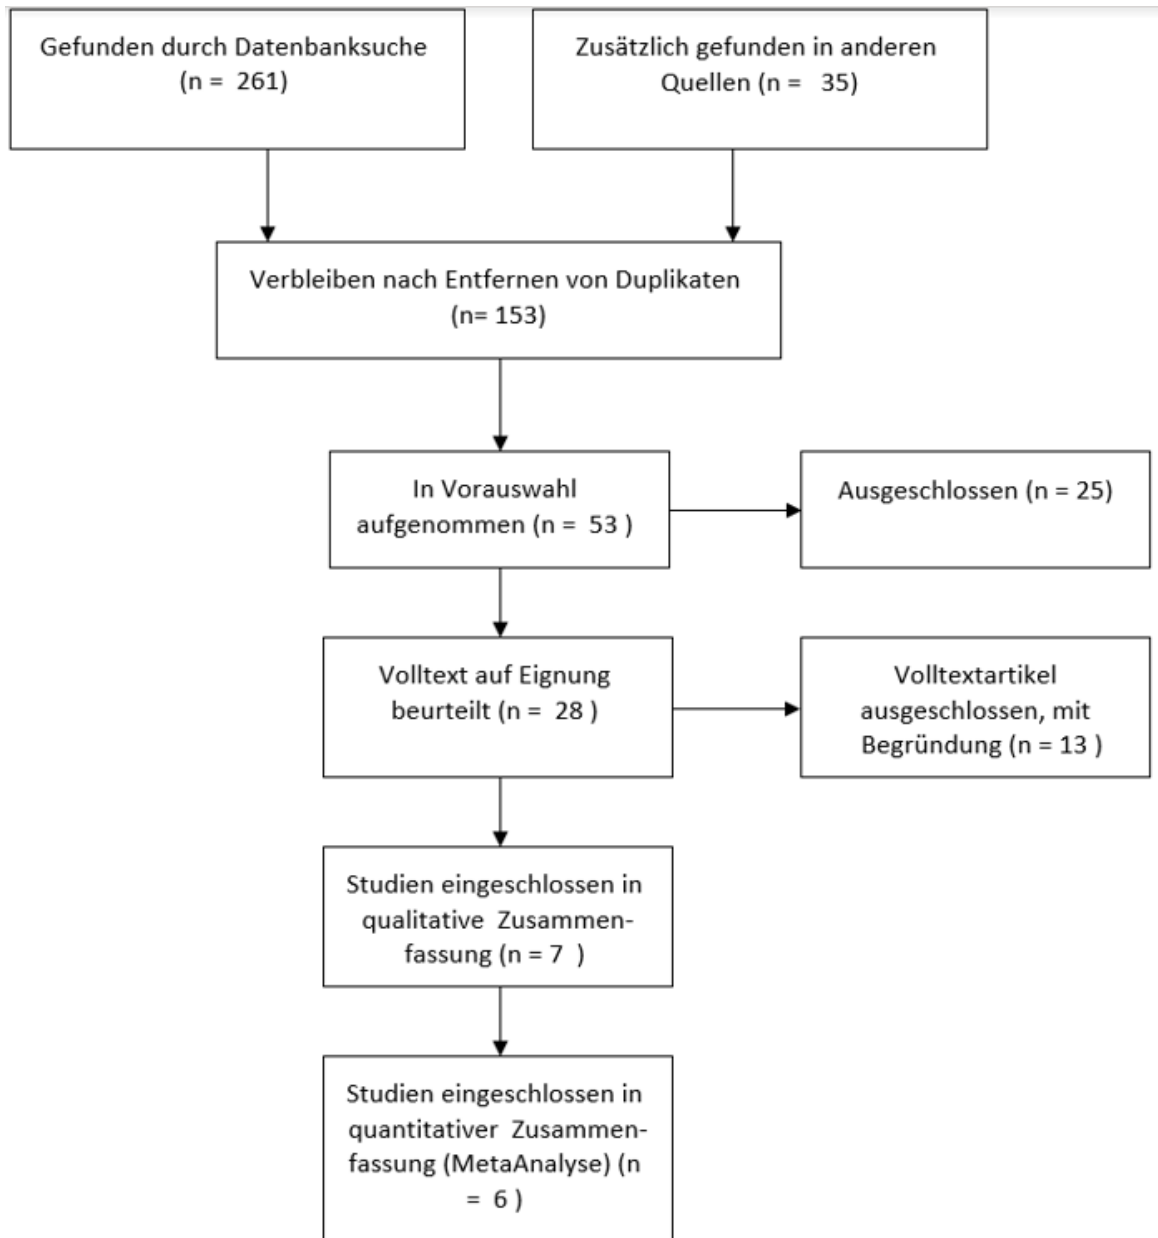 Gefunden durch Datenbanksuche
(n = 261)
Zusätzlich gefunden in anderen
Quellen (n = 35)
Verbleiben nach Entfernen von Duplikaten
(n= 153)
In Vorauswahl
aufgenommen (n = 53 )
Ausgeschlossen (n = 25)
Volltext auf Eignung
beurteilt (n = 28 )
Volltextartikel
ausgeschlossen, mit
Begründung (n = 13 )
Studien eingeschlossen in
qualitative Zusammen-
fassung (n = 7 )
Studien eingeschlossen in
quantitativer Zusammen-
fassung (MetaAnalyse) (n
= 6 )